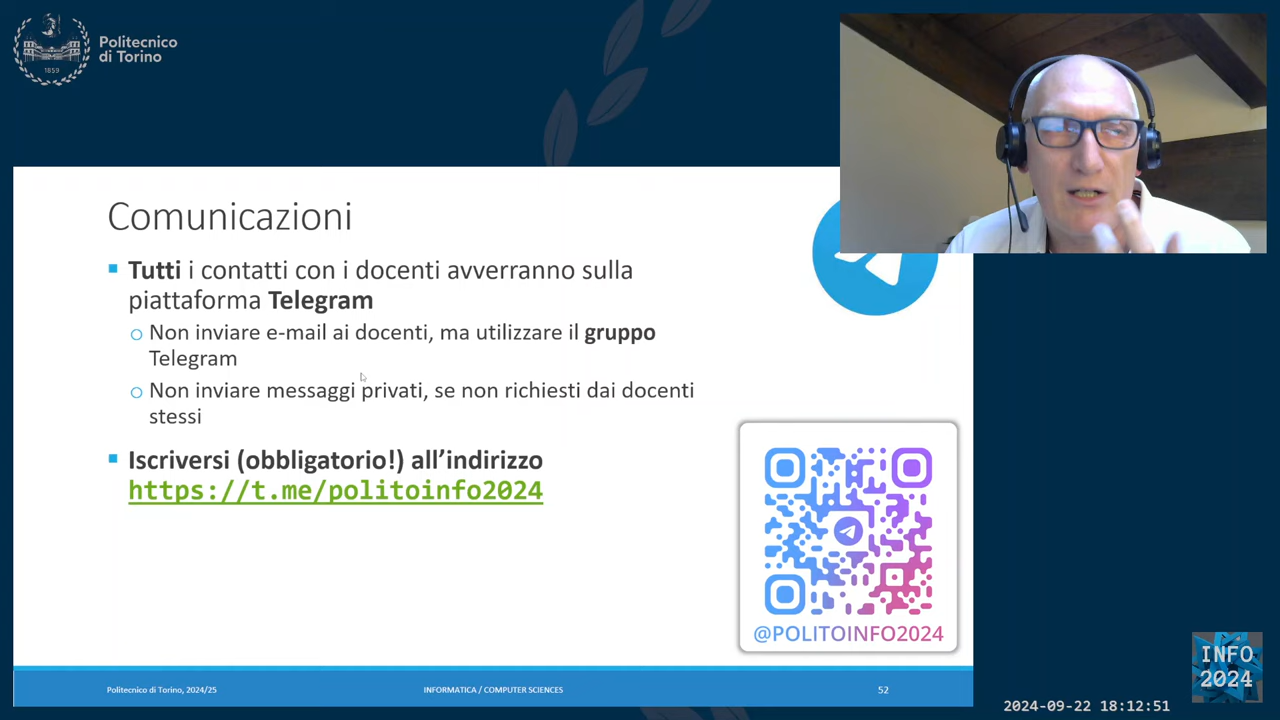 Politecnico
di Torino
1859
Comunicazioni
Tutti i contatti con i docenti avverranno sulla
piattaforma Telegram
Non inviare e-mail ai docenti, ma utilizzare il gruppo
Telegram
Non inviare messaggi privati, se non richiesti dai docenti
stessi
Iscriversi (obbligatorio!) all’indirizzo
https://t.me/politoinfo2024
@POLITOINFO2024
Politecnico di Torino, 2024/25
INFORMATICA / COMPUTER SCIENCES
52
INFO
2024
2024-09-22 18:12:51